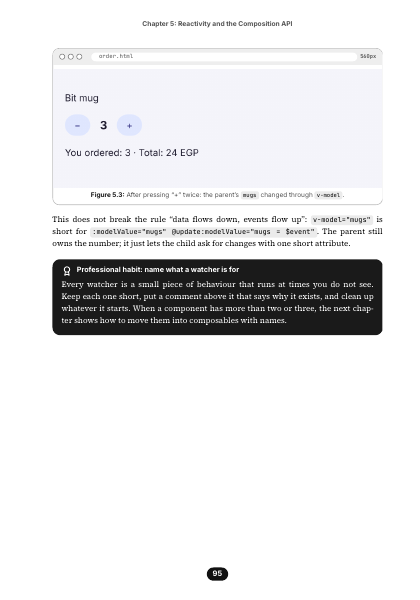 Chapter 5: Reactivity and the Composition API
order.html
560px
Bit mug
− 3 +
You ordered: 3 · Total: 24 EGP
Figure 5.3: After pressing "+" twice: the parent's mugs changed through v-model.
This does not break the rule “data flows down, events flow up”: v-model="mugs" is
short for :modelValue="mugs" @update:modelValue="mugs = $event". The parent still
owns the number; it just lets the child ask for changes with one short attribute.
Professional habit: name what a watcher is for
Every watcher is a small piece of behaviour that runs at times you do not see.
Keep each one short, put a comment above it that says why it exists, and clean up
whatever it starts. When a component has more than two or three, the next chap-
ter shows how to move them into composables with names.
95